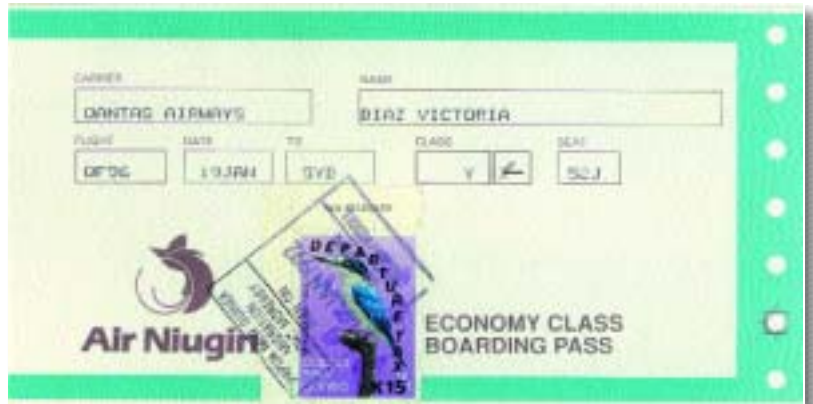 CARRIER NAME
QANTAS AIRWAYS DIAZ VICTORIA
FLIGHT DATE TO CLASS SEAT
QF96 19JAN SYD Y 52J
DEPARTURE TAX
Air Niugini
K15
ECONOMY CLASS
BOARDING PASS